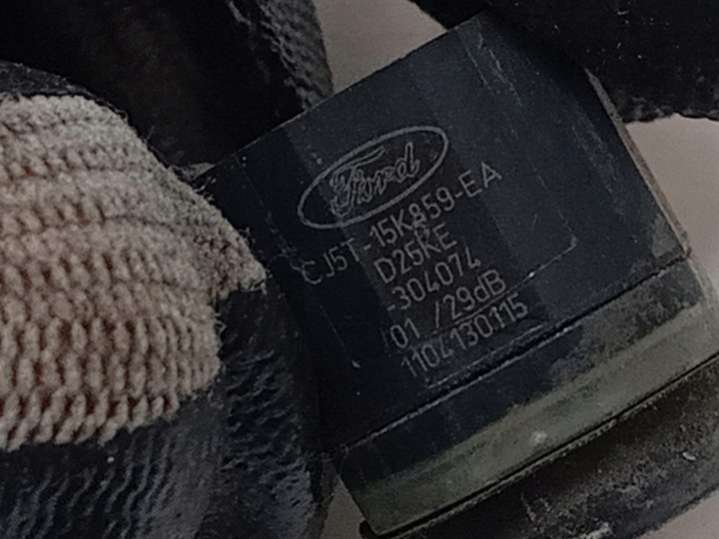 Ford
CJ5T-15K859-EA
D25KE
-304074
01 /29dB
1104130115